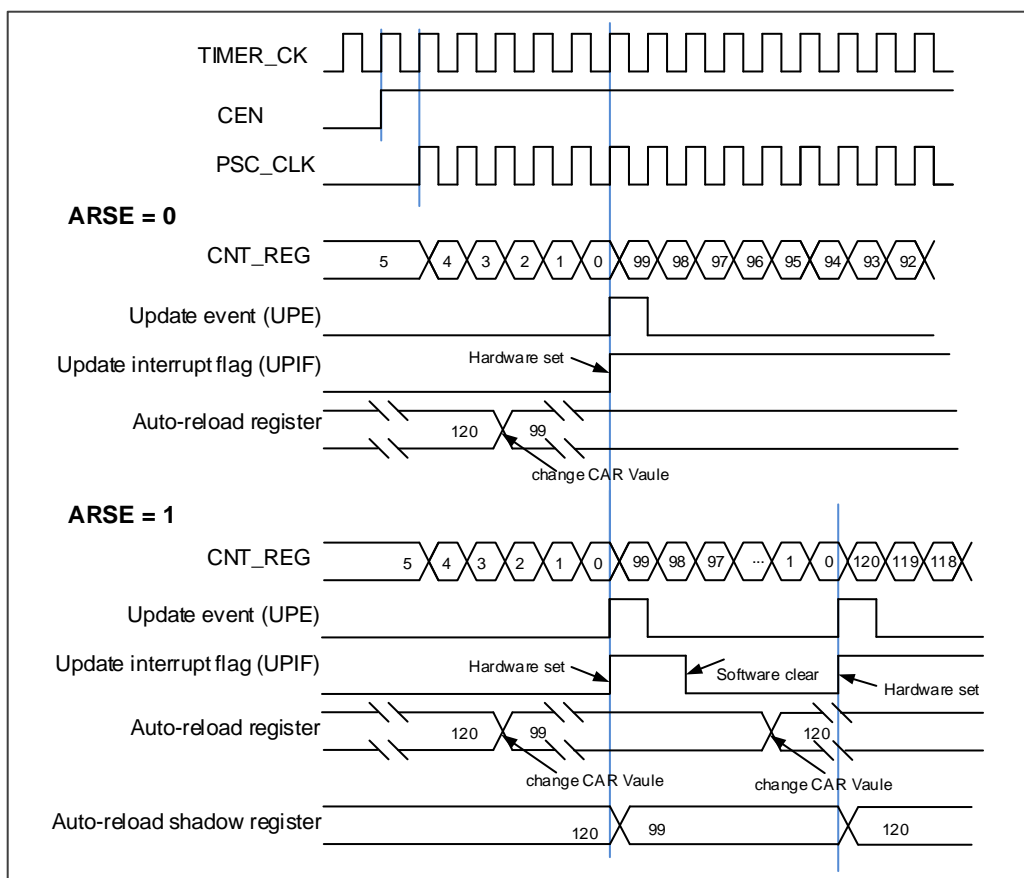 TIMER_CK
CEN
PSC_CLK
ARSE = 0
CNT_REG 5 4 3 2 1 0 99 98 97 96 95 94 93 92
Update event (UPE)
Update interrupt flag (UPIF) Hardware set
Auto-reload register 120 99
change CAR Vaule
ARSE = 1
CNT_REG 5 4 3 2 1 0 99 98 97 ... 1 0 120 119 118
Update event (UPE)
Update interrupt flag (UPIF) Hardware set Software clear Hardware set
Auto-reload register 120 99 120
change CAR Vaule change CAR Vaule
Auto-reload shadow register 120 99 120